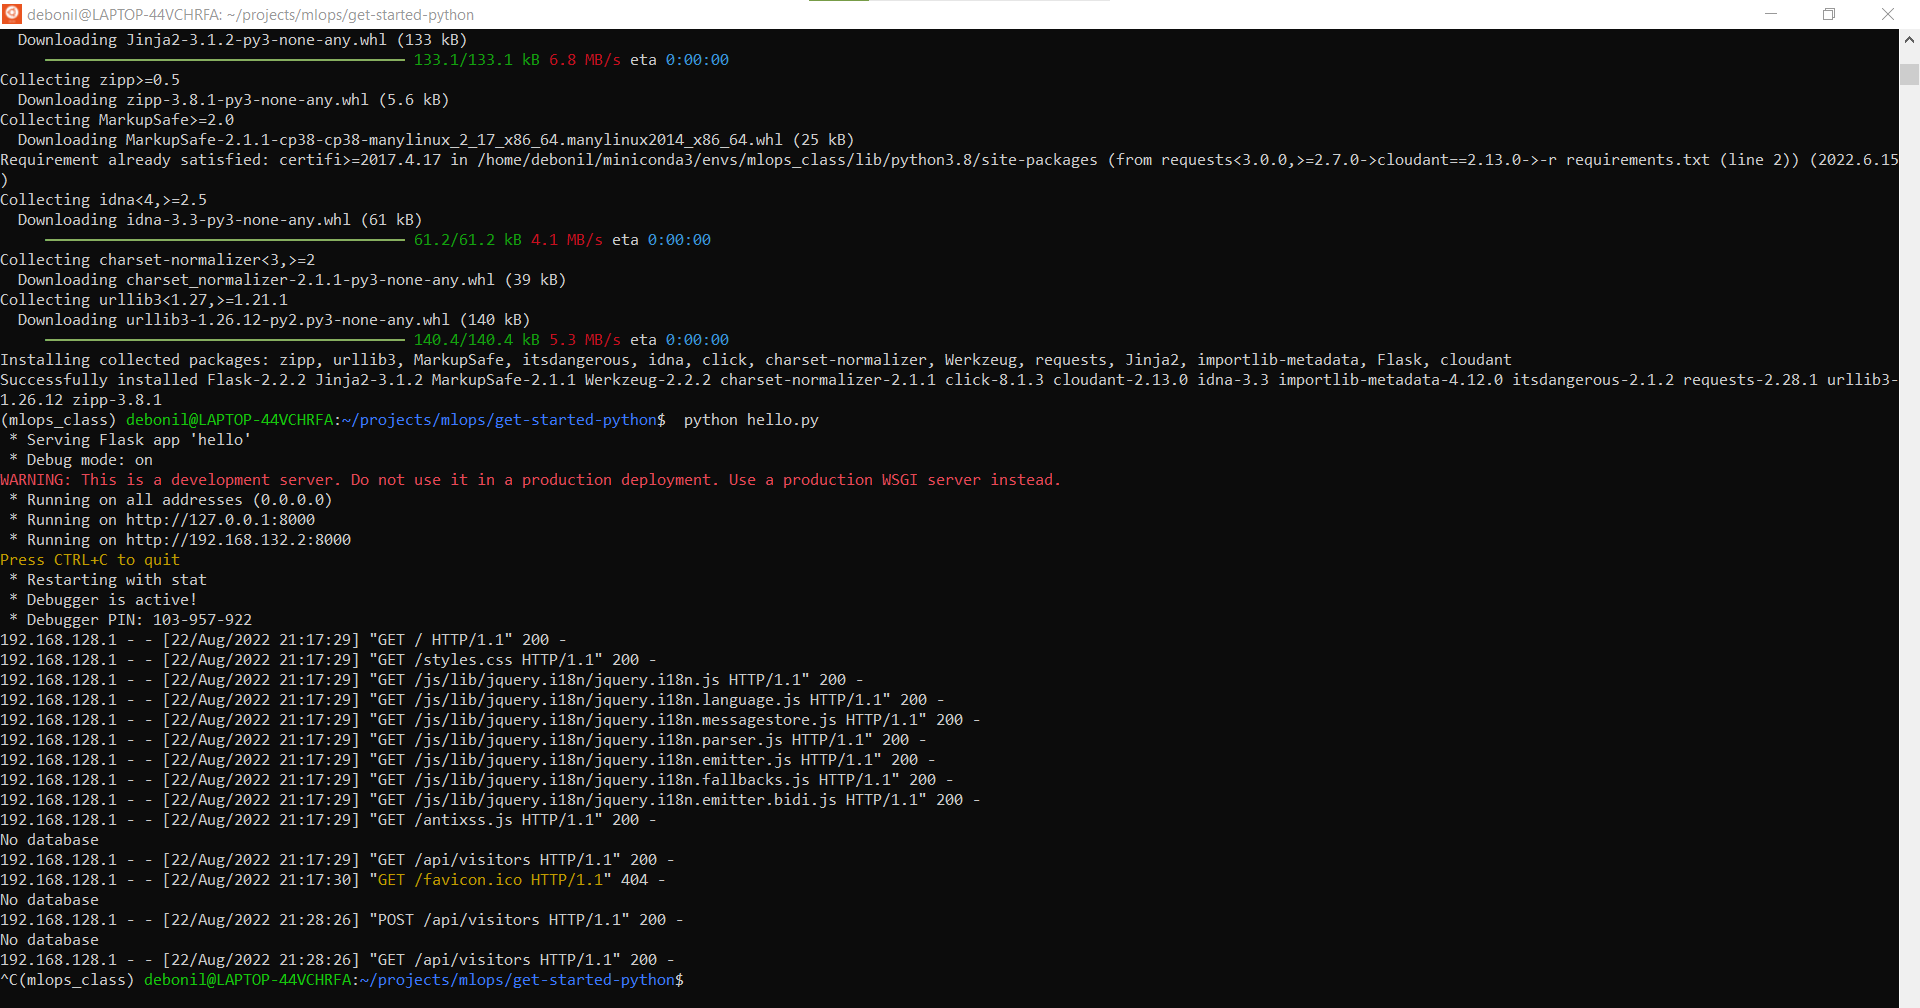 debonil@LAPTOP-44VCHRFA: ~/projects/mlops/get-started-python
Downloading Jinja2-3.1.2-py3-none-any.whl (133 kB)
133.1/133.1 kB 6.8 MB/s eta 0:00:00
Collecting zipp>=0.5
Downloading zipp-3.8.1-py3-none-any.whl (5.6 kB)
Collecting MarkupSafe>=2.0
Downloading MarkupSafe-2.1.1-cp38-cp38-manylinux_2_17_x86_64.manylinux2014_x86_64.whl (25 kB)
Requirement already satisfied: certifi>=2017.4.17 in /home/debonil/miniconda3/envs/mlops_class/lib/python3.8/site-packages (from requests<3.0.0,>=2.7.0->cloudant==2.13.0->-r requirements.txt (line 2)) (2022.6.15
)
Collecting idna<4,>=2.5
Downloading idna-3.3-py3-none-any.whl (61 kB)
61.2/61.2 kB 4.1 MB/s eta 0:00:00
Collecting charset-normalizer<3,>=2
Downloading charset_normalizer-2.1.1-py3-none-any.whl (39 kB)
Collecting urllib3<1.27,>=1.21.1
Downloading urllib3-1.26.12-py2.py3-none-any.whl (140 kB)
140.4/140.4 kB 5.3 MB/s eta 0:00:00
Installing collected packages: zipp, urllib3, MarkupSafe, itsdangerous, idna, click, charset-normalizer, Werkzeug, requests, Jinja2, importlib-metadata, Flask, cloudant
Successfully installed Flask-2.2.2 Jinja2-3.1.2 MarkupSafe-2.1.1 Werkzeug-2.2.2 charset-normalizer-2.1.1 click-8.1.3 cloudant-2.13.0 idna-3.3 importlib-metadata-4.12.0 itsdangerous-2.1.2 requests-2.28.1 urllib3-
1.26.12 zipp-3.8.1
(mlops_class) debonil@LAPTOP-44VCHRFA:~/projects/mlops/get-started-python$  python hello.py
* Serving Flask app 'hello'
* Debug mode: on
WARNING: This is a development server. Do not use it in a production deployment. Use a production WSGI server instead.
* Running on all addresses (0.0.0.0)
* Running on http://127.0.0.1:8000
* Running on http://192.168.132.2:8000
Press CTRL+C to quit
* Restarting with stat
* Debugger is active!
* Debugger PIN: 103-957-922
192.168.128.1 - - [22/Aug/2022 21:17:29] "GET / HTTP/1.1" 200 -
192.168.128.1 - - [22/Aug/2022 21:17:29] "GET /styles.css HTTP/1.1" 200 -
192.168.128.1 - - [22/Aug/2022 21:17:29] "GET /js/lib/jquery.i18n/jquery.i18n.js HTTP/1.1" 200 -
192.168.128.1 - - [22/Aug/2022 21:17:29] "GET /js/lib/jquery.i18n/jquery.i18n.language.js HTTP/1.1" 200 -
192.168.128.1 - - [22/Aug/2022 21:17:29] "GET /js/lib/jquery.i18n/jquery.i18n.messagestore.js HTTP/1.1" 200 -
192.168.128.1 - - [22/Aug/2022 21:17:29] "GET /js/lib/jquery.i18n/jquery.i18n.parser.js HTTP/1.1" 200 -
192.168.128.1 - - [22/Aug/2022 21:17:29] "GET /js/lib/jquery.i18n/jquery.i18n.emitter.js HTTP/1.1" 200 -
192.168.128.1 - - [22/Aug/2022 21:17:29] "GET /js/lib/jquery.i18n/jquery.i18n.fallbacks.js HTTP/1.1" 200 -
192.168.128.1 - - [22/Aug/2022 21:17:29] "GET /js/lib/jquery.i18n/jquery.i18n.emitter.bidi.js HTTP/1.1" 200 -
192.168.128.1 - - [22/Aug/2022 21:17:29] "GET /antixss.js HTTP/1.1" 200 -
No database
192.168.128.1 - - [22/Aug/2022 21:17:29] "GET /api/visitors HTTP/1.1" 200 -
192.168.128.1 - - [22/Aug/2022 21:17:30] "GET /favicon.ico HTTP/1.1" 404 -
No database
192.168.128.1 - - [22/Aug/2022 21:28:26] "POST /api/visitors HTTP/1.1" 200 -
No database
192.168.128.1 - - [22/Aug/2022 21:28:26] "GET /api/visitors HTTP/1.1" 200 -
^C(mlops_class) debonil@LAPTOP-44VCHRFA:~/projects/mlops/get-started-python$